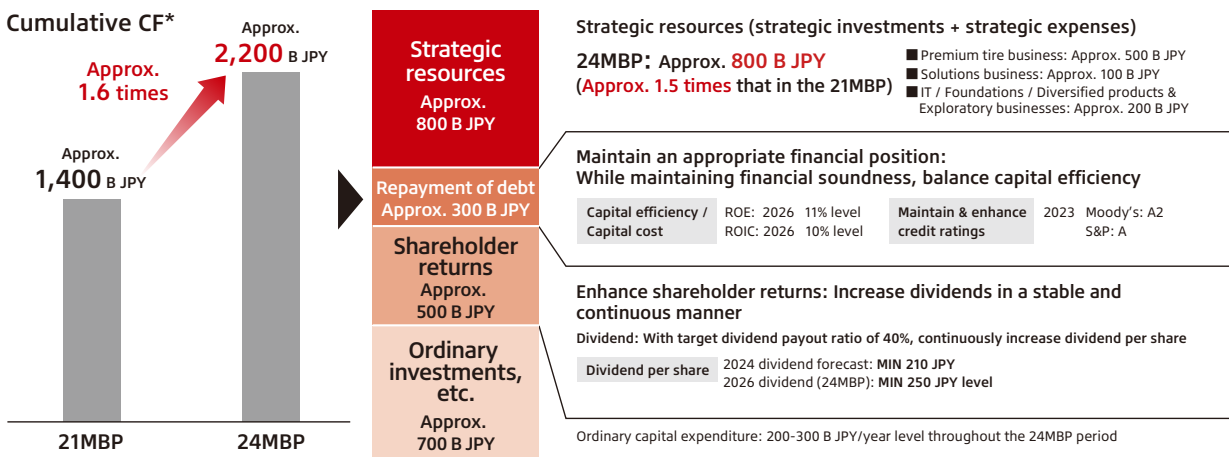 Cumulative CF*
Approx.
2,200 B JPY
Approx.
1.6 times
Approx.
1,400 B JPY
21MBP
24MBP
Strategic
resources
Approx.
800 B JPY
Repayment of debt
Approx. 300 B JPY
Shareholder
returns
Approx.
500 B JPY
Ordinary
investments,
etc.
Approx.
700 B JPY
Strategic resources (strategic investments + strategic expenses)
24MBP: Approx. 800 B JPY
(Approx. 1.5 times that in the 21MBP)
■ Premium tire business: Approx. 500 B JPY
■ Solutions business: Approx. 100 B JPY
■ IT / Foundations / Diversified products &
Exploratory businesses: Approx. 200 B JPY
Maintain an appropriate financial position:
While maintaining financial soundness, balance capital efficiency
Capital efficiency /
Capital cost
ROE: 2026 11% level
ROIC: 2026 10% level
Maintain & enhance
credit ratings
2023 Moody's: A2
S&P: A
Enhance shareholder returns: Increase dividends in a stable and
continuous manner
Dividend: With target dividend payout ratio of 40%, continuously increase dividend per share
Dividend per share
2024 dividend forecast: MIN 210 JPY
2026 dividend (24MBP): MIN 250 JPY level
Ordinary capital expenditure: 200-300 B JPY/year level throughout the 24MBP period